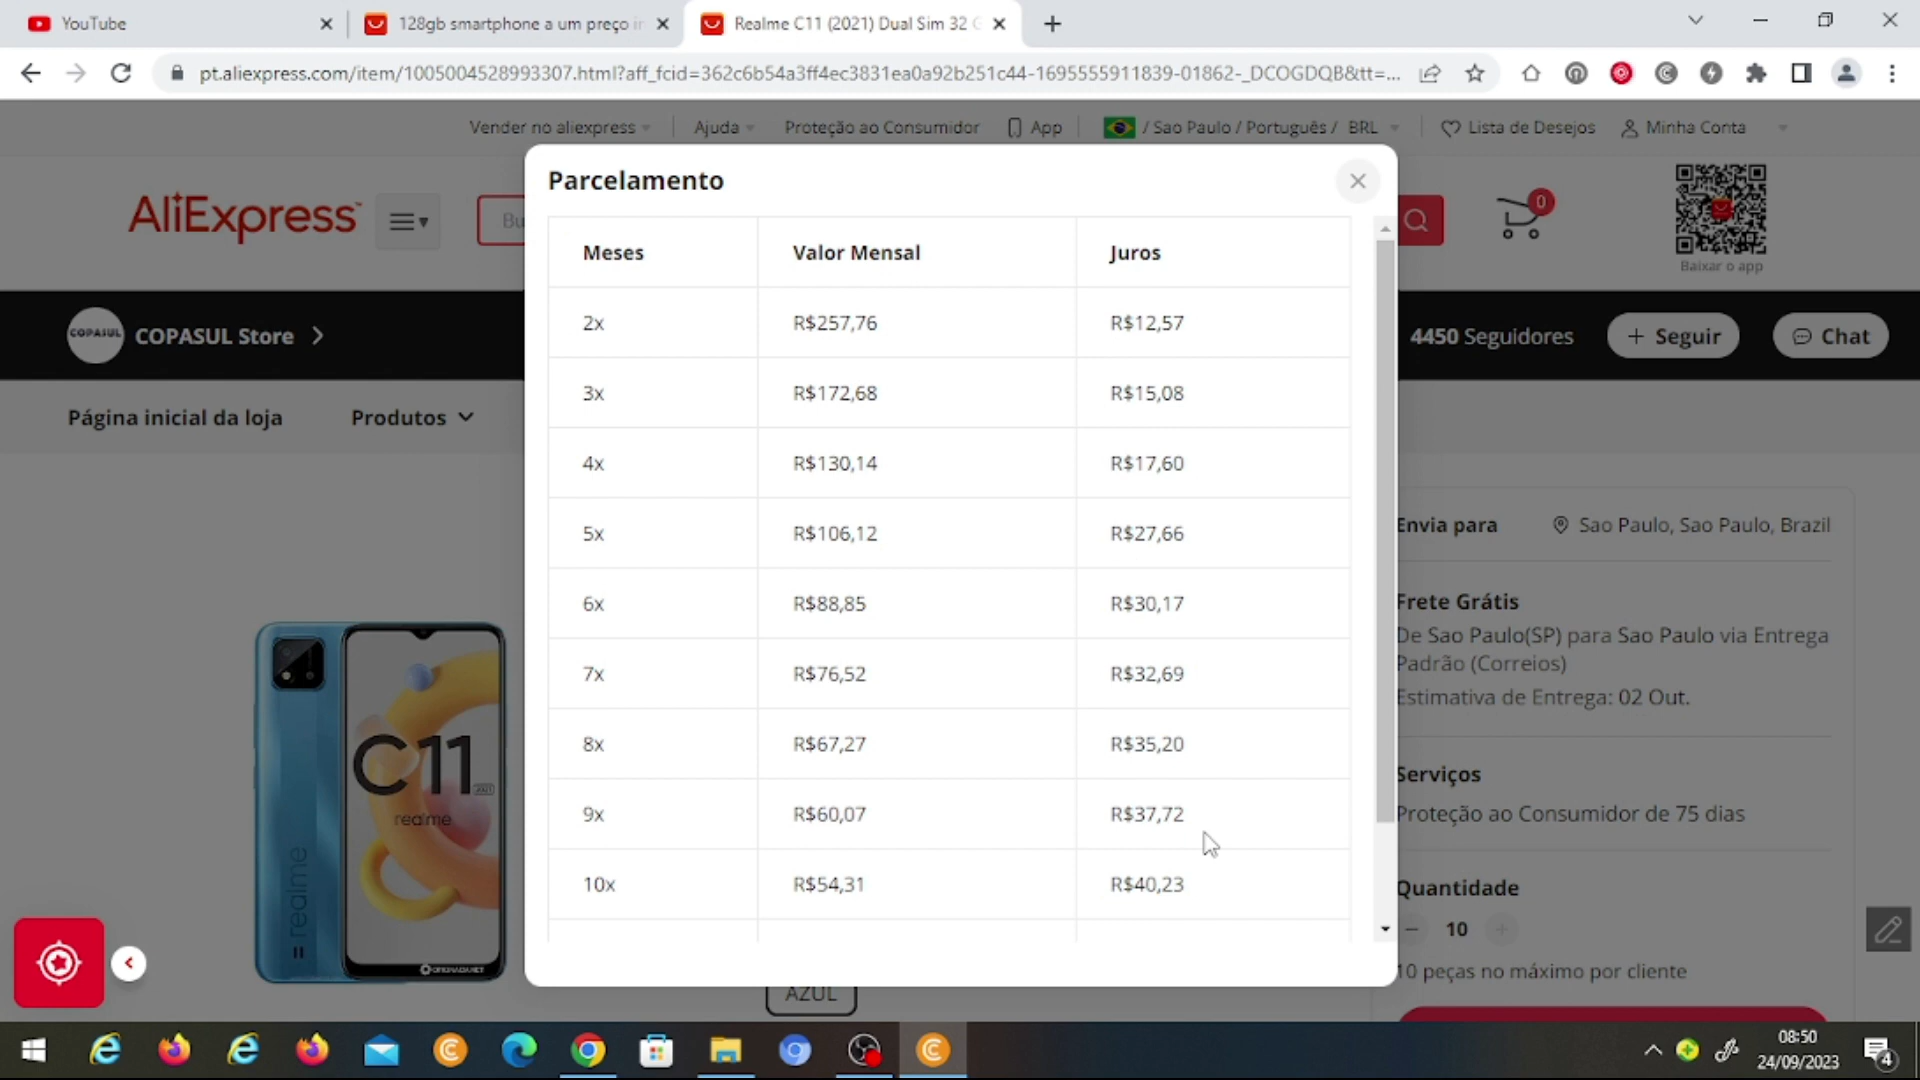 YouTube
128gb smartphone a um preço in
Realme C11 (2021) Dual Sim 32 G
pt.aliexpress.com/item/1005004528993307.html?aff_fcid=362c6b54a3ff4ec3831ea0a92b251c44-1695555911839-01862-_DCOGDQB&tt=...
Vender no aliexpress
Ajuda
Proteção ao Consumidor
App
/ Sao Paulo / Português / BRL
Lista de Desejos
Minha Conta
AliExpress
Bu
0
Baixar o app
COPASUL
COPASUL Store
4450 Seguidores
+ Seguir
Chat
Página inicial da loja
Produtos
Parcelamento
Meses Valor Mensal Juros
2x R$257,76 R$12,57
3x R$172,68 R$15,08
4x R$130,14 R$17,60
5x R$106,12 R$27,66
6x R$88,85 R$30,17
7x R$76,52 R$32,69
8x R$67,27 R$35,20
9x R$60,07 R$37,72
10x R$54,31 R$40,23
Envia para
Sao Paulo, Sao Paulo, Brazil
Frete Grátis
De Sao Paulo(SP) para Sao Paulo via Entrega
Padrão (Correios)
Estimativa de Entrega: 02 Out.
Serviços
Proteção ao Consumidor de 75 dias
Quantidade
− 10 +
10 peças no máximo por cliente
C11
realme
realme
AZUL
08:50
24/09/2023
4